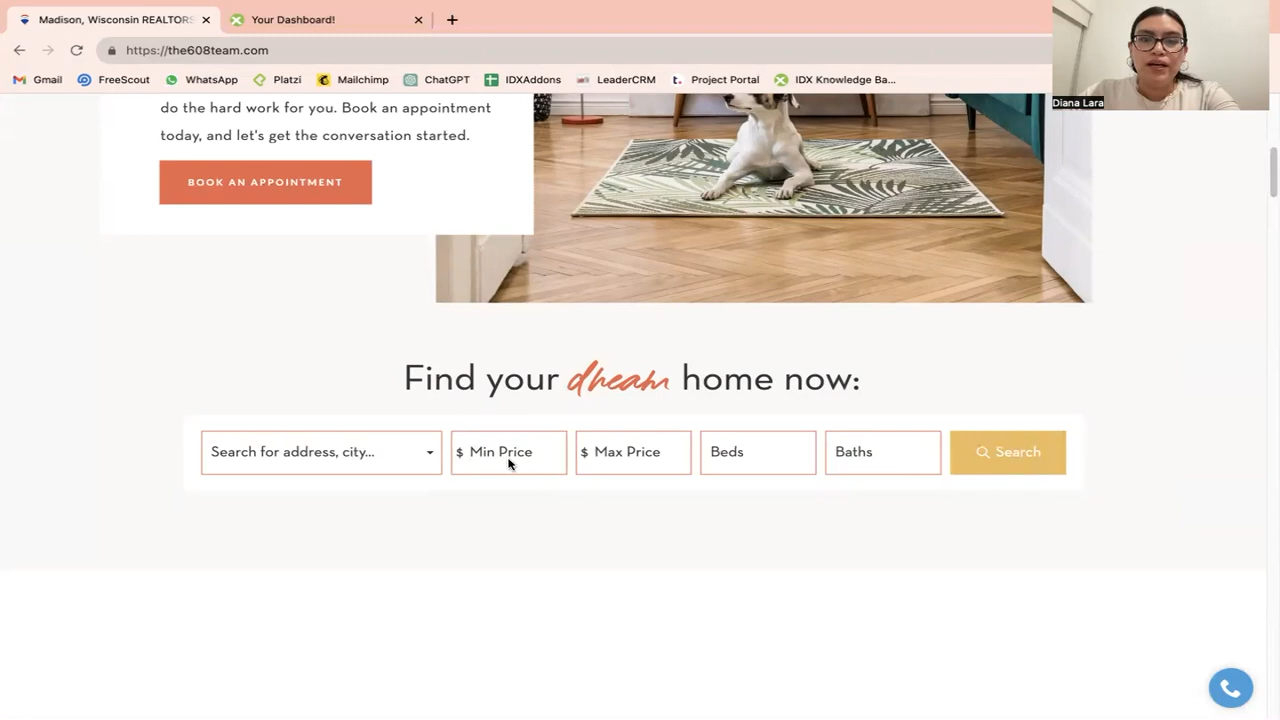 Madison, Wisconsin REALTORS
Your Dashboard!
https://the608team.com
Gmail
FreeScout
WhatsApp
Platzi
Mailchimp
ChatGPT
IDXAddons
LeaderCRM
Project Portal
IDX Knowledge Ba...
Diana Lara
do the hard work for you. Book an appointment
today, and let's get the conversation started.
BOOK AN APPOINTMENT
Find your dream home now:
Search for address, city...
$ Min Price
$ Max Price
Beds
Baths
Search